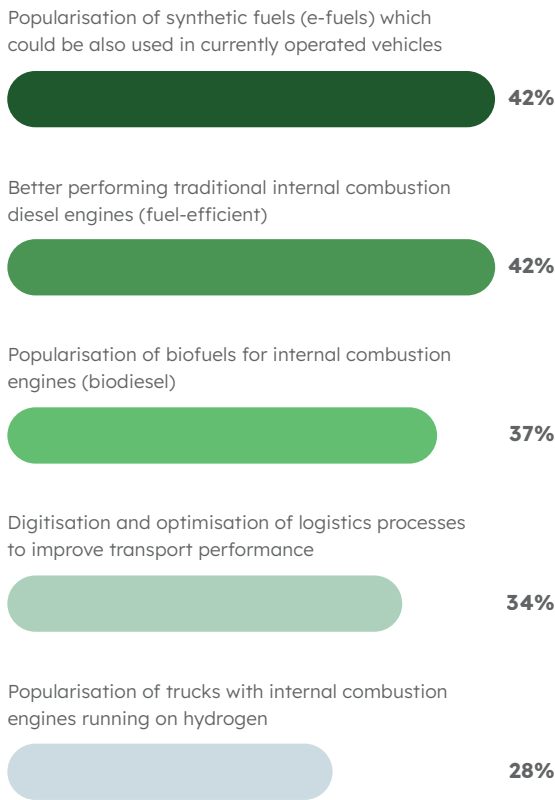 Popularisation of synthetic fuels (e-fuels) which
could be also used in currently operated vehicles
42%
Better performing traditional internal combustion
diesel engines (fuel-efficient)
42%
Popularisation of biofuels for internal combustion
engines (biodiesel)
37%
Digitisation and optimisation of logistics processes
to improve transport performance
34%
Popularisation of trucks with internal combustion
engines running on hydrogen
28%